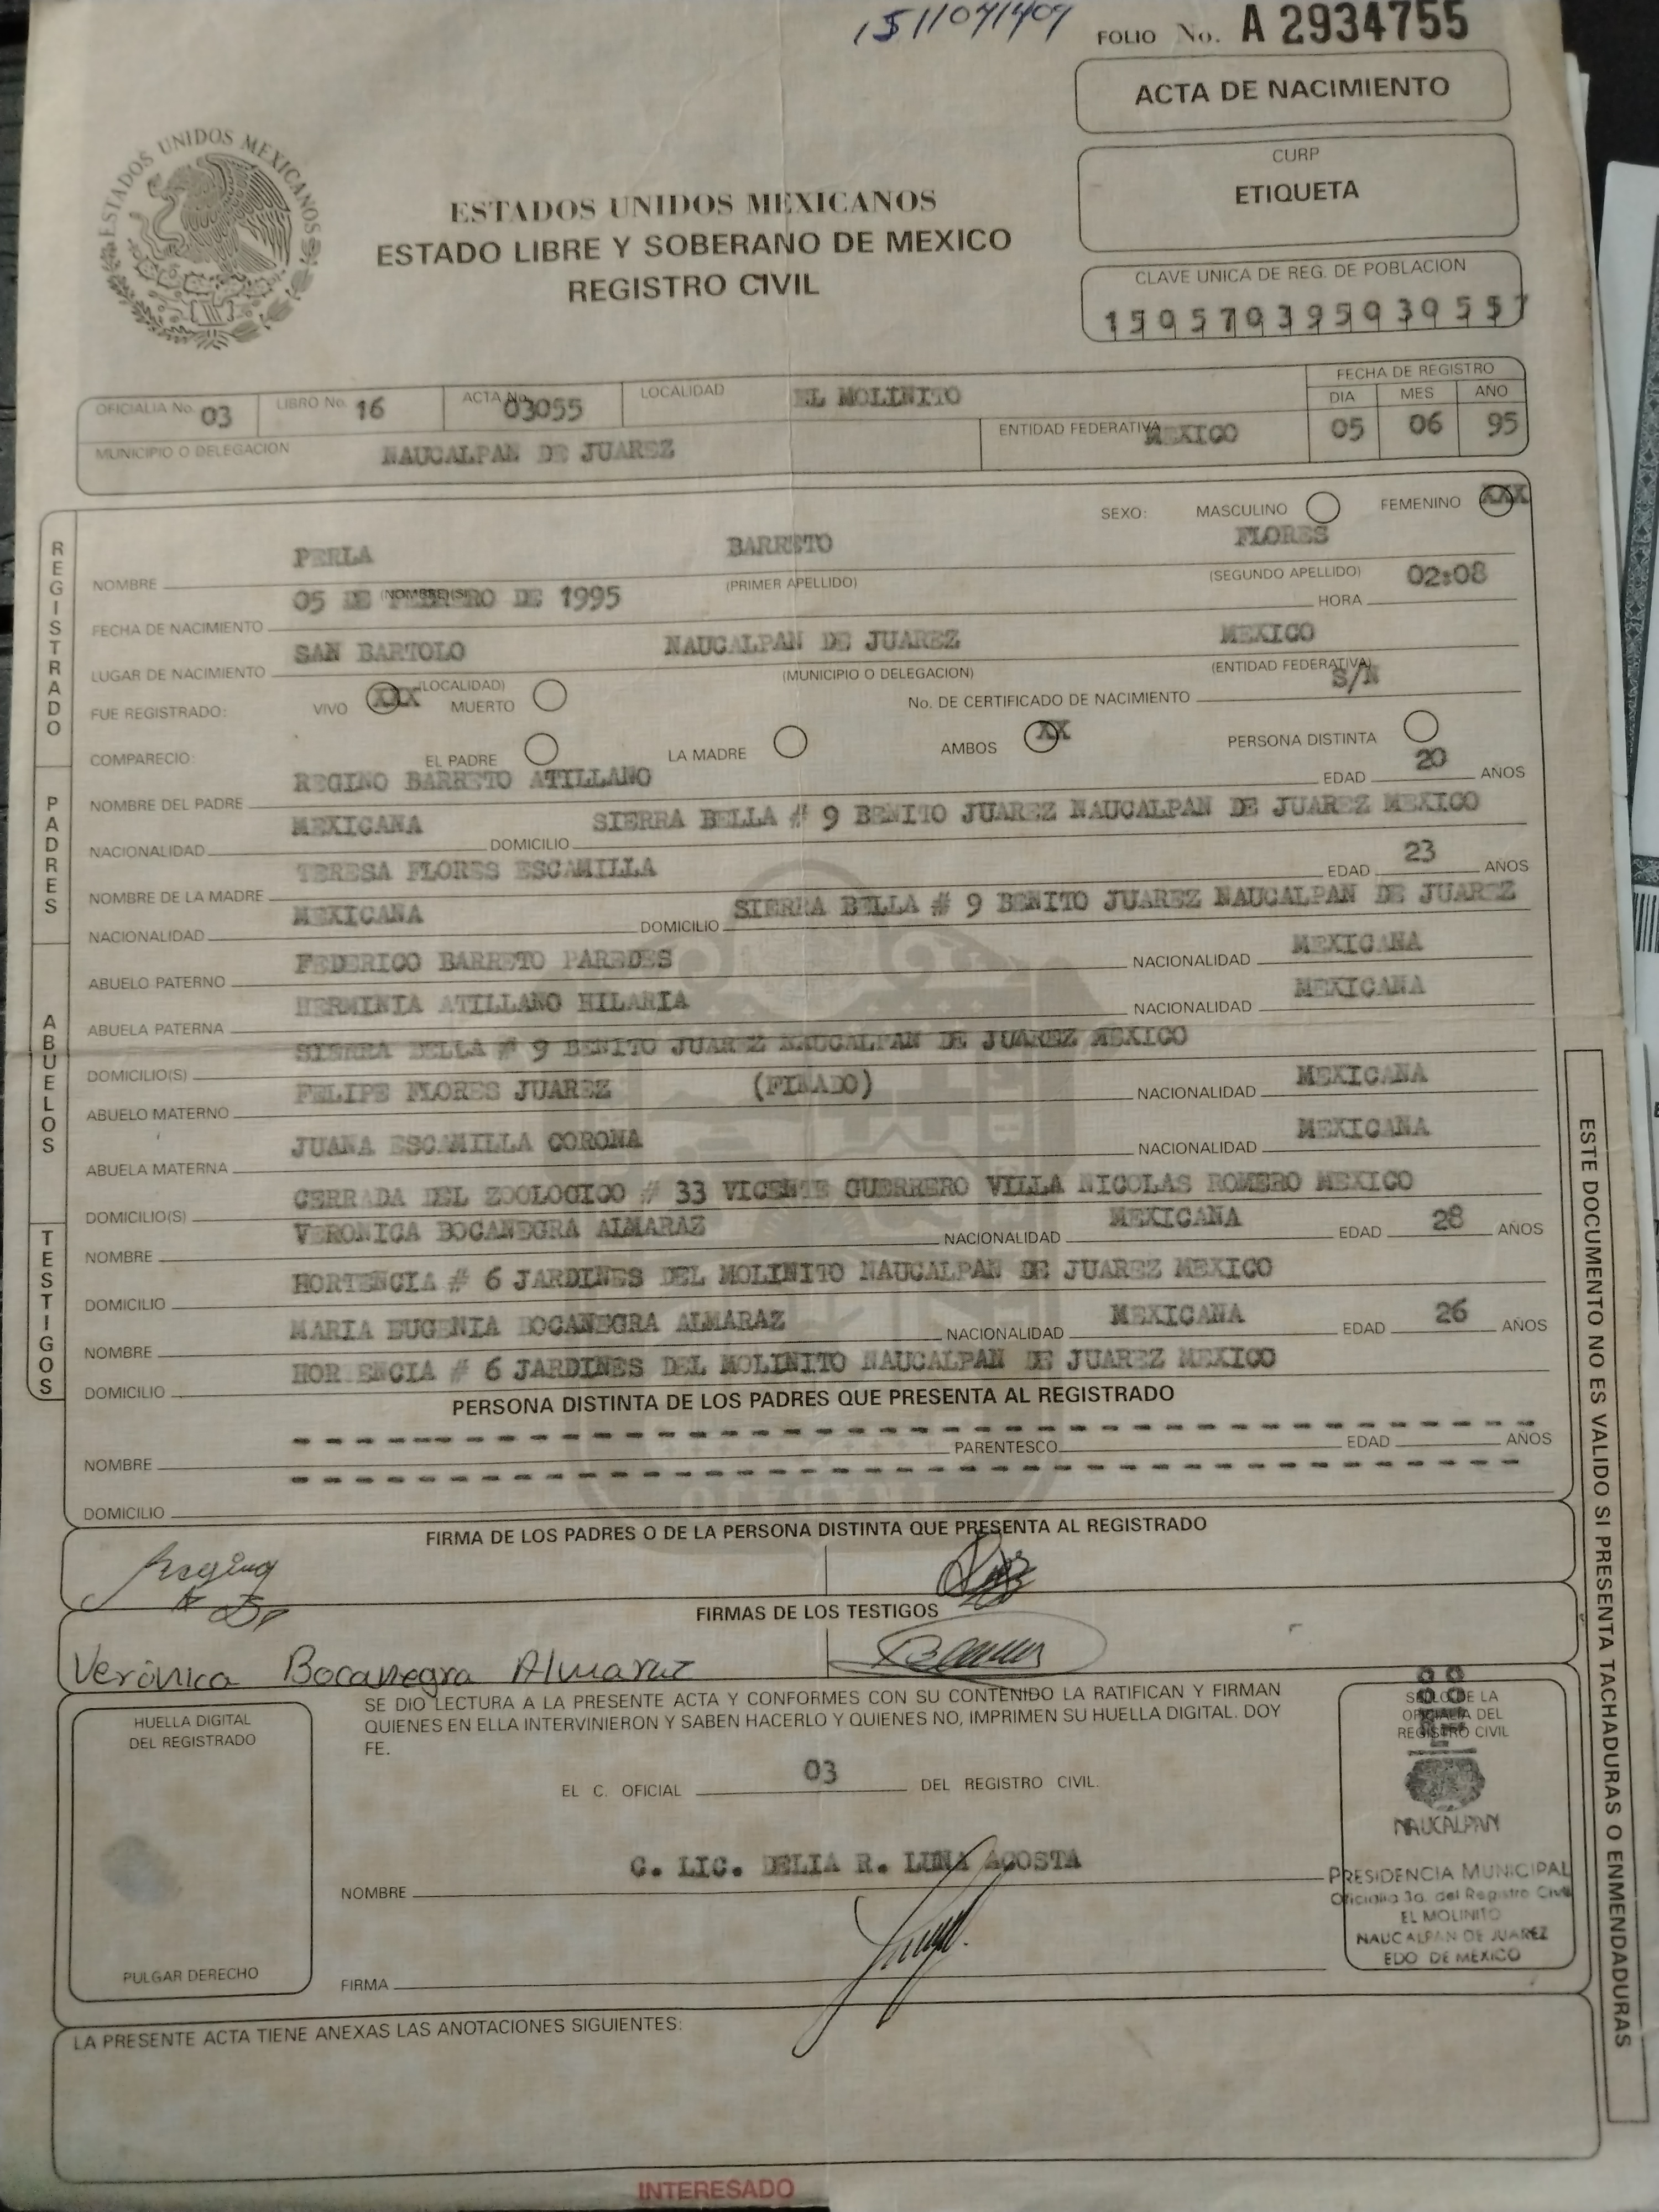 1511071409
FOLIO No. A 2934755
ACTA DE NACIMIENTO
CURP
ETIQUETA
CLAVE UNICA DE REG. DE POBLACION
ESTADOS UNIDOS MEXICANOS
ESTADOS UNIDOS MEXICANOS
ESTADO LIBRE Y SOBERANO DE MEXICO
REGISTRO CIVIL
OFICIALIA No. 03 LIBRO No. 16 ACTA No. 03055 LOCALIDAD EL MOLINITO
FECHA DE REGISTRO
DIA MES AÑO
05 06 95
MUNICIPIO O DELEGACION NAUCALPAN DE JUAREZ ENTIDAD FEDERATIVA MEXICO
REGISTRADO
SEXO: MASCULINO FEMENINO XXX
NOMBRE PERLA BARRETO FLORES
(NOMBRE(S) (PRIMER APELLIDO) (SEGUNDO APELLIDO)
FECHA DE NACIMIENTO 05 DE FEBRERO DE 1995 HORA 02:08
LUGAR DE NACIMIENTO SAN BARTOLO NAUCALPAN DE JUAREZ MEXICO
(LOCALIDAD) (MUNICIPIO O DELEGACION) (ENTIDAD FEDERATIVA)
FUE REGISTRADO: VIVO XXX MUERTO No. DE CERTIFICADO DE NACIMIENTO S/N
COMPARECIO: EL PADRE LA MADRE AMBOS XX PERSONA DISTINTA
PADRES
NOMBRE DEL PADRE REGINO BARRETO ATILLANO EDAD 20 AÑOS
NACIONALIDAD MEXICANA DOMICILIO SIERRA BELLA # 9 BENITO JUAREZ NAUCALPAN DE JUAREZ MEXICO
NOMBRE DE LA MADRE TERESA FLORES ESCAMILLA EDAD 23 AÑOS
NACIONALIDAD MEXICANA DOMICILIO SIERRA BELLA # 9 BENITO JUAREZ NAUCALPAN DE JUAREZ
ABUELOS
ABUELO PATERNO FEDERICO BARRETO PAREDES NACIONALIDAD MEXICANA
ABUELA PATERNA HERMINIA ATILLANO HILARIA NACIONALIDAD MEXICANA
DOMICILIO(S) SIERRA BELLA # 9 BENITO JUAREZ NAUCALPAN DE JUAREZ MEXICO
ABUELO MATERNO FELIPE FLORES JUAREZ (FINADO) NACIONALIDAD MEXICANA
ABUELA MATERNA JUANA ESCAMILLA CORONA NACIONALIDAD MEXICANA
DOMICILIO(S) CERRADA DEL ZOOLOGICO # 33 VICENTE GUERRERO VILLA NICOLAS ROMERO MEXICO
TESTIGOS
NOMBRE VERONICA BOCANEGRA ALMARAZ NACIONALIDAD MEXICANA EDAD 28 AÑOS
DOMICILIO HORTENCIA # 6 JARDINES DEL MOLINITO NAUCALPAN DE JUAREZ MEXICO
NOMBRE MARIA EUGENIA BOCANEGRA ALMARAZ NACIONALIDAD MEXICANA EDAD 26 AÑOS
DOMICILIO HORTENCIA # 6 JARDINES DEL MOLINITO NAUCALPAN DE JUAREZ MEXICO
PERSONA DISTINTA DE LOS PADRES QUE PRESENTA AL REGISTRADO
NOMBRE PARENTESCO EDAD AÑOS
DOMICILIO
FIRMA DE LOS PADRES O DE LA PERSONA DISTINTA QUE PRESENTA AL REGISTRADO
FIRMAS DE LOS TESTIGOS
Verónica Bocanegra Almaraz
HUELLA DIGITAL
DEL REGISTRADO
PULGAR DERECHO
SE DIO LECTURA A LA PRESENTE ACTA Y CONFORMES CON SU CONTENIDO LA RATIFICAN Y FIRMAN
QUIENES EN ELLA INTERVINIERON Y SABEN HACERLO Y QUIENES NO, IMPRIMEN SU HUELLA DIGITAL. DOY
FE.
EL C. OFICIAL 03 DEL REGISTRO CIVIL.
NOMBRE C. LIC. DELIA R. LUNA ACOSTA
FIRMA
SELLO DE LA
OFICIALIA DEL
REGISTRO CIVIL
NAUCALPAN
PRESIDENCIA MUNICIPAL
Oficialia 3a. del Registro Civil
EL MOLINITO
NAUCALPAN DE JUAREZ
EDO DE MEXICO
LA PRESENTE ACTA TIENE ANEXAS LAS ANOTACIONES SIGUIENTES:
ESTE DOCUMENTO NO ES VALIDO SI PRESENTA TACHADURAS O ENMENDADURAS
INTERESADO